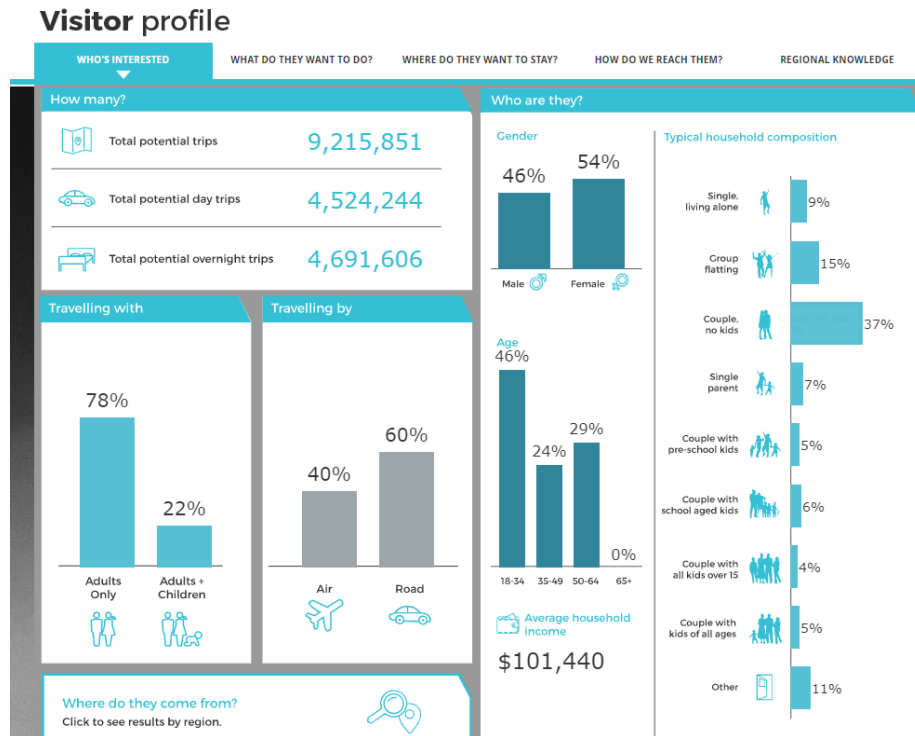 Visitor profile
WHO'S INTERESTED
WHAT DO THEY WANT TO DO?
WHERE DO THEY WANT TO STAY?
HOW DO WE REACH THEM?
REGIONAL KNOWLEDGE
How many?
Total potential trips 9,215,851
Total potential day trips 4,524,244
Total potential overnight trips 4,691,606
Travelling with
78%
22%
Adults
Only
Adults +
Children
Travelling by
40%
60%
Air
Road
Where do they come from?
Click to see results by region.
Who are they?
Gender
46%
54%
Male
Female
Age
46%
24%
29%
0%
18-34 35-49 50-64 65+
Average household
income
$101,440
Typical household composition
Single,
living alone
9%
Group
flatting
15%
Couple,
no kids
37%
Single
parent
7%
Couple with
pre-school kids
5%
Couple with
school aged kids
6%
Couple with
all kids over 15
4%
Couple with
kids of all ages
5%
Other
11%